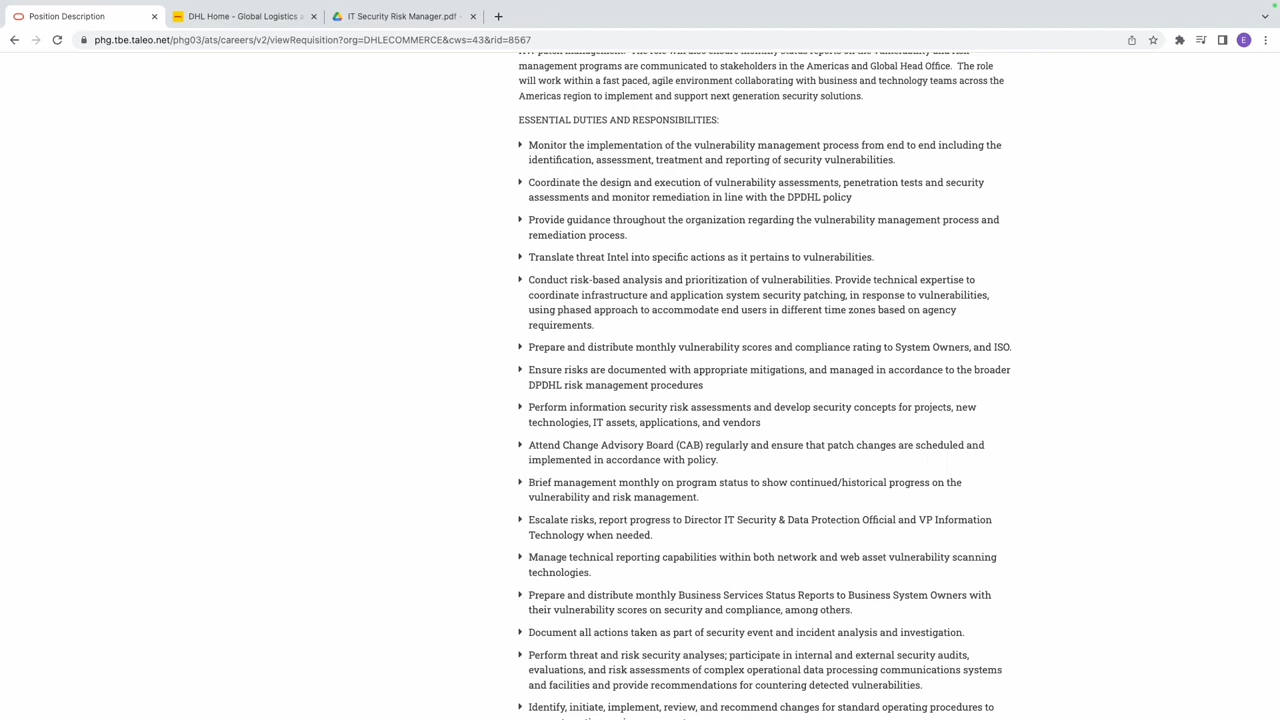 Position Description
DHL Home - Global Logistics a
IT Security Risk Manager.pdf -
phg.tbe.taleo.net/phg03/ats/careers/v2/viewRequisition?org=DHLECOMMERCE&cws=43&rid=8567
E
management programs are communicated to stakeholders in the Americas and Global Head Office. The role
will work within a fast paced, agile environment collaborating with business and technology teams across the
Americas region to implement and support next generation security solutions.
ESSENTIAL DUTIES AND RESPONSIBILITIES:
Monitor the implementation of the vulnerability management process from end to end including the
identification, assessment, treatment and reporting of security vulnerabilities.
Coordinate the design and execution of vulnerability assessments, penetration tests and security
assessments and monitor remediation in line with the DPDHL policy
Provide guidance throughout the organization regarding the vulnerability management process and
remediation process.
Translate threat Intel into specific actions as it pertains to vulnerabilities.
Conduct risk-based analysis and prioritization of vulnerabilities. Provide technical expertise to
coordinate infrastructure and application system security patching, in response to vulnerabilities,
using phased approach to accommodate end users in different time zones based on agency
requirements.
Prepare and distribute monthly vulnerability scores and compliance rating to System Owners, and ISO.
Ensure risks are documented with appropriate mitigations, and managed in accordance to the broader
DPDHL risk management procedures
Perform information security risk assessments and develop security concepts for projects, new
technologies, IT assets, applications, and vendors
Attend Change Advisory Board (CAB) regularly and ensure that patch changes are scheduled and
implemented in accordance with policy.
Brief management monthly on program status to show continued/historical progress on the
vulnerability and risk management.
Escalate risks, report progress to Director IT Security & Data Protection Official and VP Information
Technology when needed.
Manage technical reporting capabilities within both network and web asset vulnerability scanning
technologies.
Prepare and distribute monthly Business Services Status Reports to Business System Owners with
their vulnerability scores on security and compliance, among others.
Document all actions taken as part of security event and incident analysis and investigation.
Perform threat and risk security analyses; participate in internal and external security audits,
evaluations, and risk assessments of complex operational data processing communications systems
and facilities and provide recommendations for countering detected vulnerabilities.
Identify, initiate, implement, review, and recommend changes for standard operating procedures to